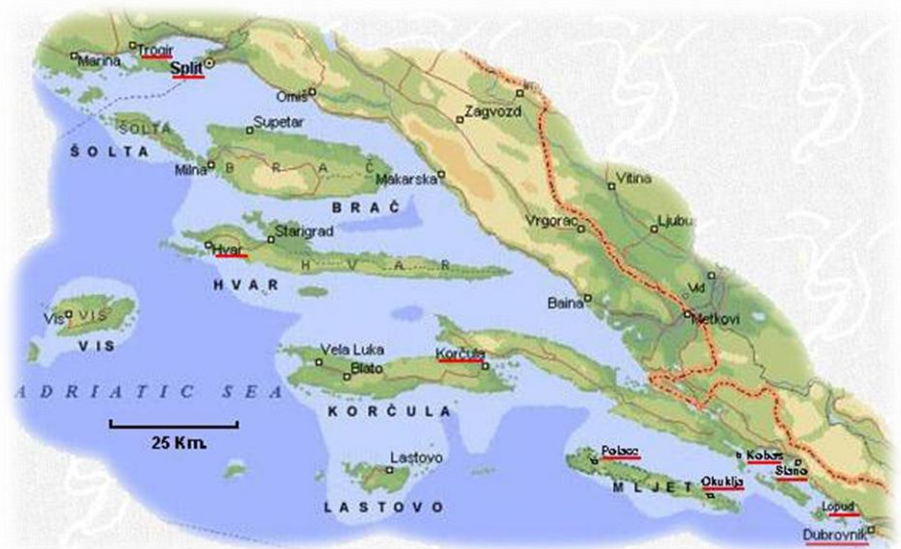 Trogir
Marina
Split
Omiš
Zagvozd
ŠOLTA
ŠOLTA
Supetar
Milna
B R A Č
BRAČ
Makarska
Vitina
Vrgorac
Ljubu
Starigrad
Hvar
H V A R
HVAR
Baina
Vid
Metkovi
Vis
VIS
VIS
Vela Luka
Blato
Korčula
KORČULA
ADRIATIC SEA
25 Km.
Lastovo
LASTOVO
Polace
MLJET
Okuklja
Kobas
Slano
Lopud
Dubrovnik